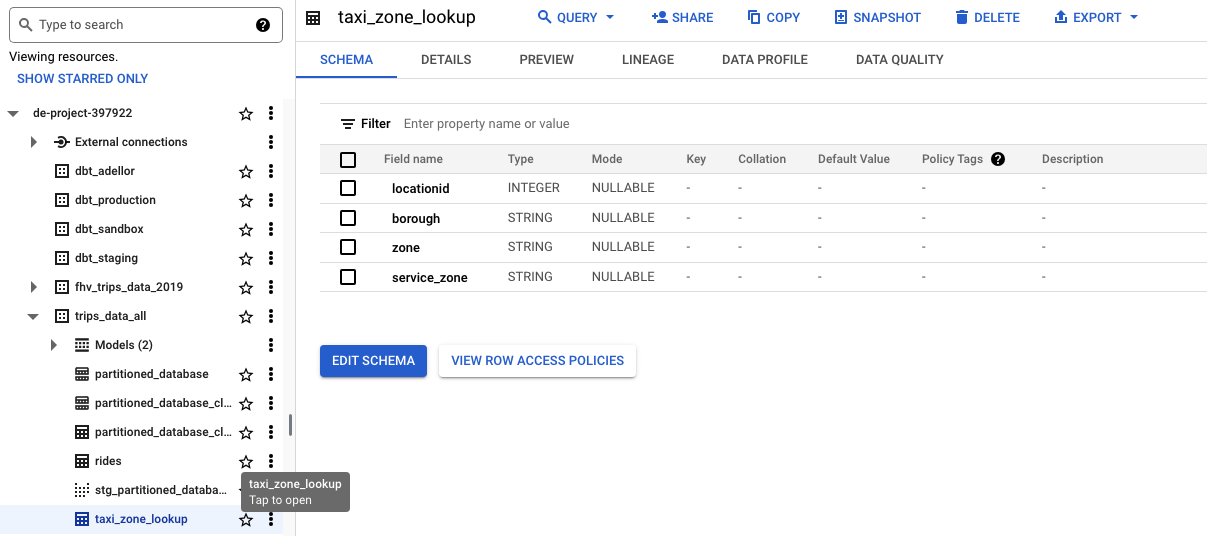 Type to search
Viewing resources.
SHOW STARRED ONLY
de-project-397922
External connections
dbt_adellor
dbt_production
dbt_sandbox
dbt_staging
fhv_trips_data_2019
trips_data_all
Models (2)
partitioned_database
partitioned_database_cl...
partitioned_database_cl...
rides
stg_partitioned_databa...
taxi_zone_lookup
taxi_zone_lookup
Tap to open
taxi_zone_lookup
QUERY SHARE COPY SNAPSHOT DELETE EXPORT
SCHEMA DETAILS PREVIEW LINEAGE DATA PROFILE DATA QUALITY
Filter Enter property name or value
Field name Type Mode Key Collation Default Value Policy Tags ? Description
locationid INTEGER NULLABLE - - - - -
borough STRING NULLABLE - - - - -
zone STRING NULLABLE - - - - -
service_zone STRING NULLABLE - - - - -
EDIT SCHEMA VIEW ROW ACCESS POLICIES